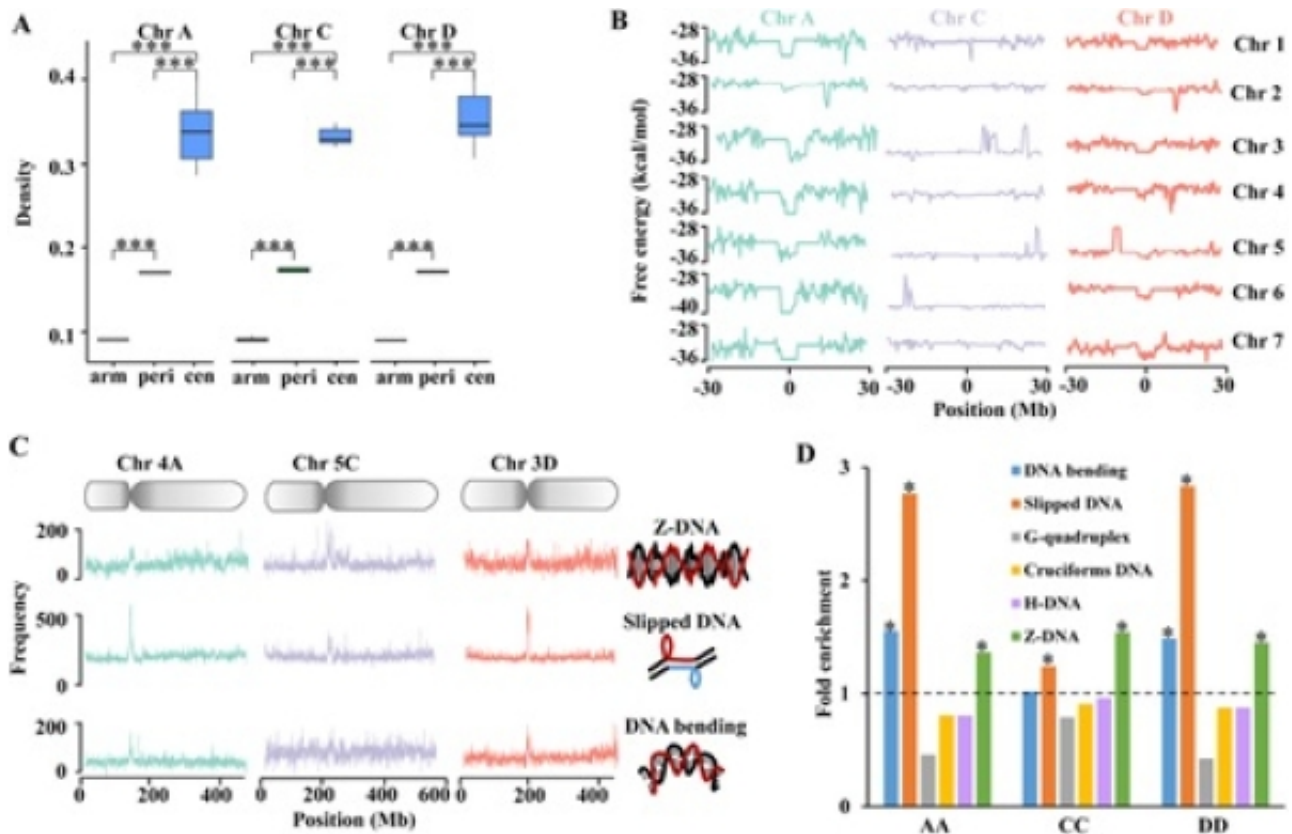 A
Chr A Chr C Chr D
*** *** ***
*** *** ***
0.4
0.3
Density
0.2
*** *** ***
0.1
arm peri cen arm peri cen arm peri cen
B
Chr A Chr C Chr D
-28
-36
Chr 1
-28
-36
Chr 2
-28
-36
Chr 3
-28
-36
Chr 4
-28
-36
Chr 5
-28
-40
Chr 6
-28
-36
Chr 7
Free energy (kcal/mol)
-30 0 30 -30 0 30 -30 0 30
Position (Mb)
C
Chr 4A Chr 5C Chr 3D
200
0
Z-DNA
500
0
Slipped DNA
200
0
DNA bending
Frequency
0 200 400 0 200 400 600 0 200 400
Position (Mb)
D
3
2
1
0
Fold enrichment
DNA bending
Slipped DNA
G-quadruplex
Cruciforms DNA
H-DNA
Z-DNA
* * * * * * * *
AA CC DD